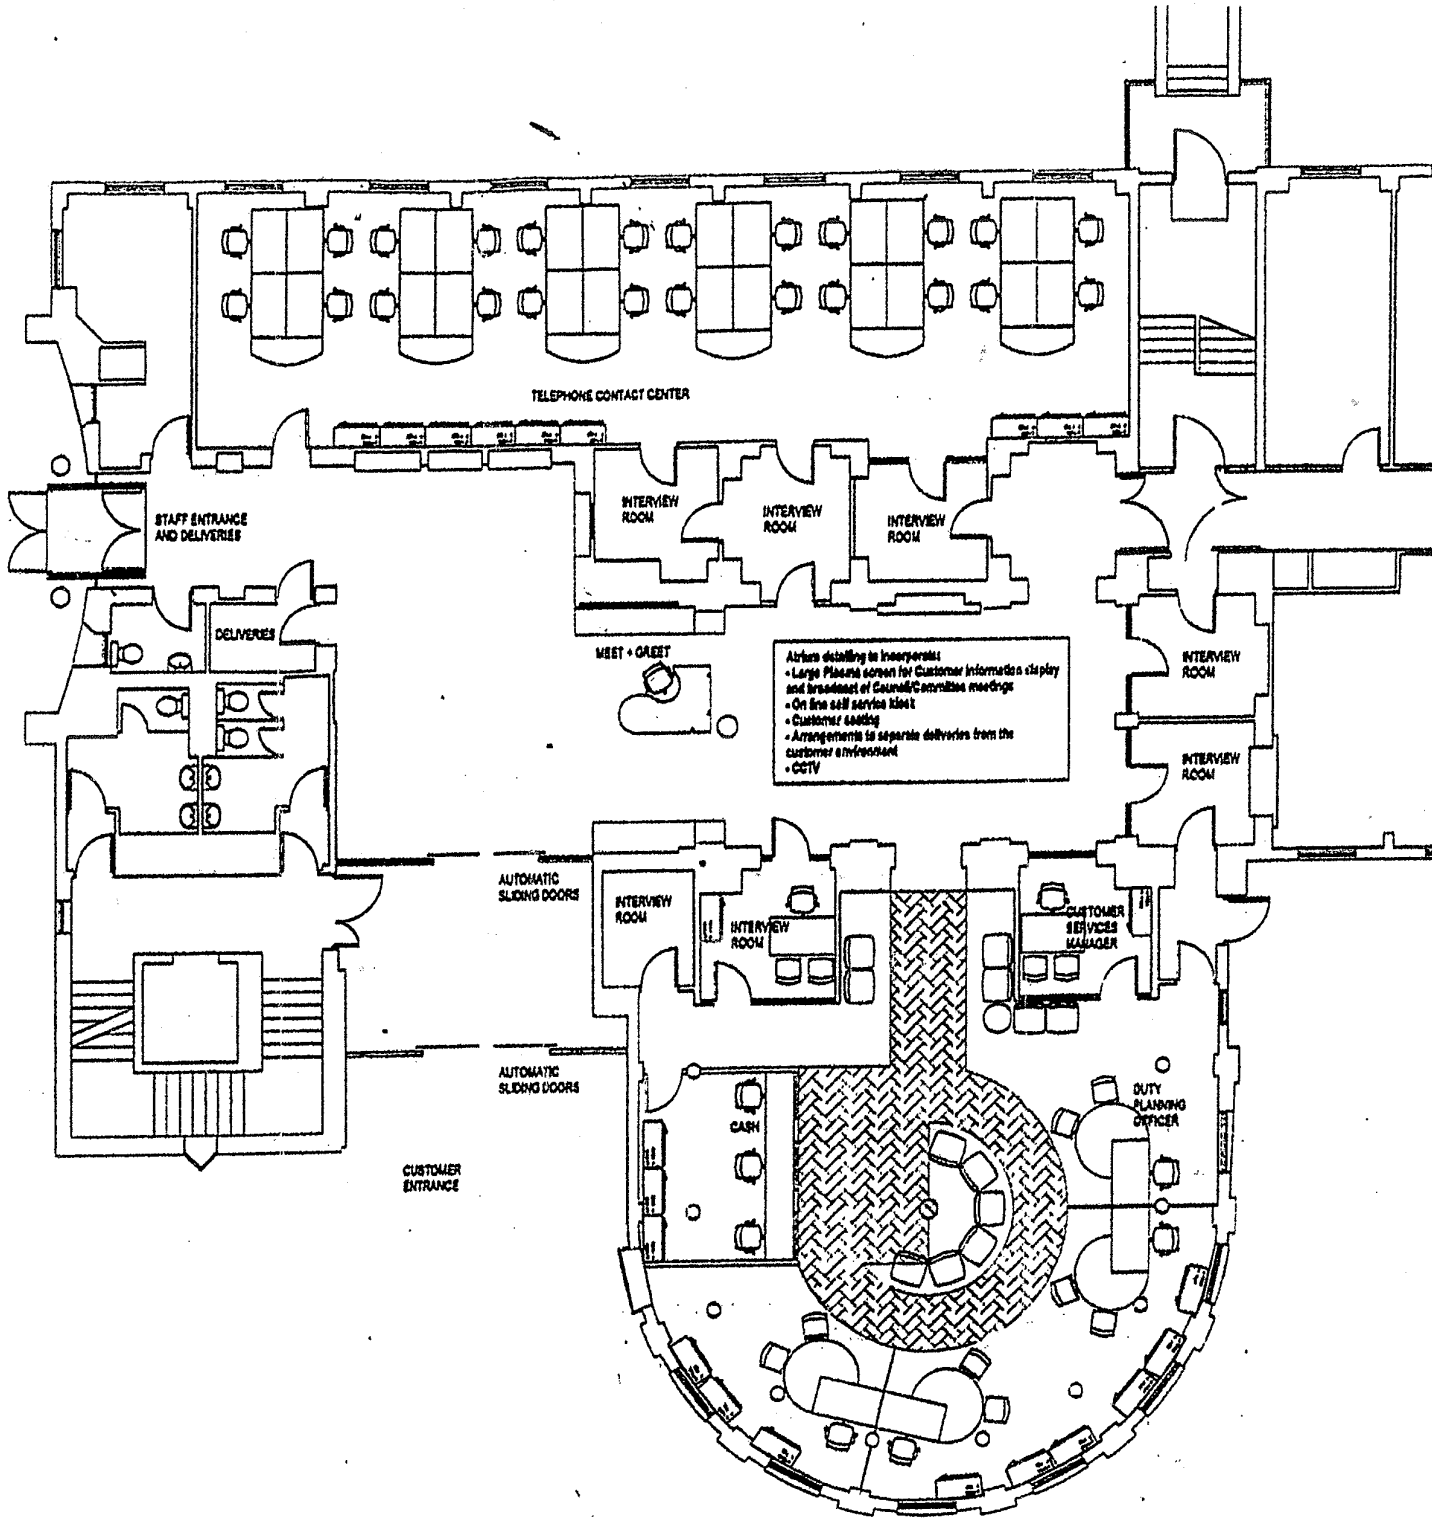 TELEPHONE CONTACT CENTER
STAFF ENTRANCE
AND DELIVERIES
INTERVIEW
ROOM
INTERVIEW
ROOM
INTERVIEW
ROOM
DELIVERIES
MEET + GREET
Atrium detailing to incorporate:
• Large Plasma screen for Customer information display
and broadcast of Council/Committee meetings
• On line self service kiosk
• Customer seating
• Arrangements to separate deliveries from the
customer environment
• CCTV
INTERVIEW
ROOM
INTERVIEW
ROOM
AUTOMATIC
SLIDING DOORS
INTERVIEW
ROOM
INTERVIEW
ROOM
CUSTOMER
SERVICES
MANAGER
AUTOMATIC
SLIDING DOORS
CASH
DUTY
PLANNING
OFFICER
CUSTOMER
ENTRANCE